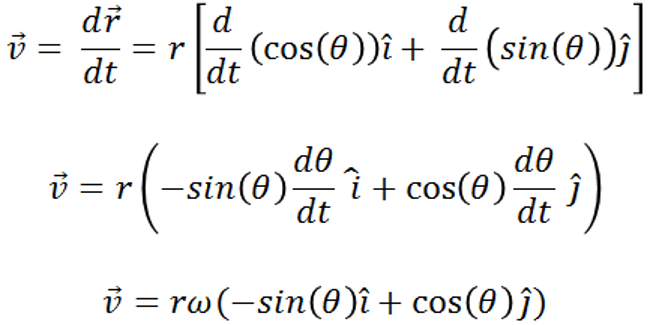 v⃗ = dr⃗/dt = r [ d/dt (cos(θ))î + d/dt (sin(θ))ĵ ]
v⃗ = r ( −sin(θ) dθ/dt î + cos(θ) dθ/dt ĵ )
v⃗ = rω(−sin(θ)î + cos(θ)ĵ)